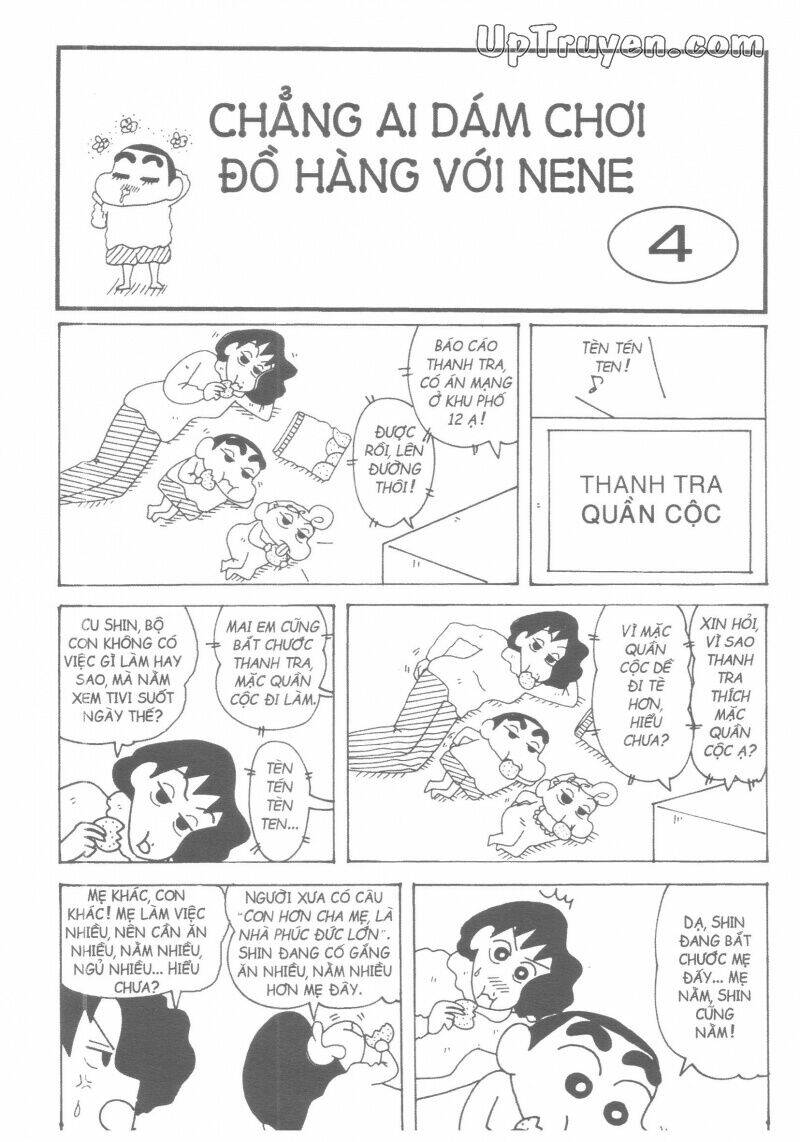 UpTruyen.com
CHẲNG AI DÁM CHƠI
ĐỒ HÀNG VỚI NENE
4
TÈN TÉN
TEN!
THANH TRA
QUẦN CỘC
BÁO CÁO
THANH TRA,
CÓ ÁN MẠNG
Ở KHU PHỐ
12 Ạ!
ĐƯỢC
RỒI, LÊN
ĐƯỜNG
THÔI!
XIN HỎI,
VÌ SAO
THANH
TRA
THÍCH
MẶC
QUẦN
CỘC Ạ?
VÌ MẶC
QUẦN
CỘC DỄ
ĐI TÈ
HƠN,
HIỂU
CHƯA?
MAI EM CŨNG
BẮT CHƯỚC
THANH TRA,
MẶC QUẦN
CỘC ĐI LÀM.
TÈN
TÉN
TÈN
TEN...
CU SHIN, BỘ
CON KHÔNG CÓ
VIỆC GÌ LÀM HAY
SAO, MÀ NẰM
XEM TIVI SUỐT
NGÀY THẾ?
DẠ, SHIN
ĐANG BẮT
CHƯỚC MẸ
ĐẤY... MẸ
NẰM, SHIN
CŨNG
NẰM!
NGƯỜI XƯA CÓ CÂU
"CON HƠN CHA MẸ, LÀ
NHÀ PHÚC ĐỨC LỚN".
SHIN ĐANG CỐ GẮNG
ĂN NHIỀU, NẰM NHIỀU
HƠN MẸ ĐÂY.
MẸ KHÁC, CON
KHÁC! MẸ LÀM VIỆC
NHIỀU, NÊN CẦN ĂN
NHIỀU, NẰM NHIỀU,
NGỦ NHIỀU... HIỂU
CHƯA?